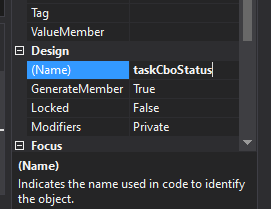 Tag
ValueMember
Design
(Name) taskCboStatus
GenerateMember True
Locked False
Modifiers Private
Focus
(Name)
Indicates the name used in code to identify
the object.